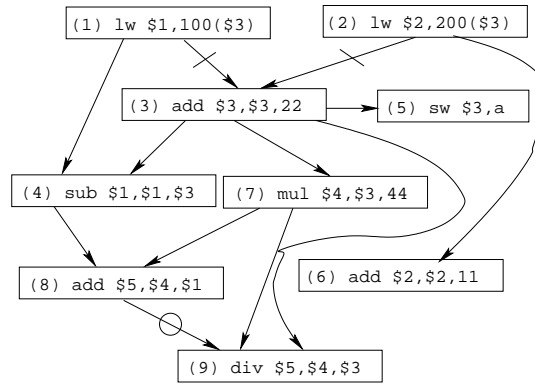 (1) lw $1,100($3)
(2) lw $2,200($3)
(3) add $3,$3,22
(5) sw $3,a
(4) sub $1,$1,$3
(7) mul $4,$3,44
(8) add $5,$4,$1
(6) add $2,$2,11
(9) div $5,$4,$3